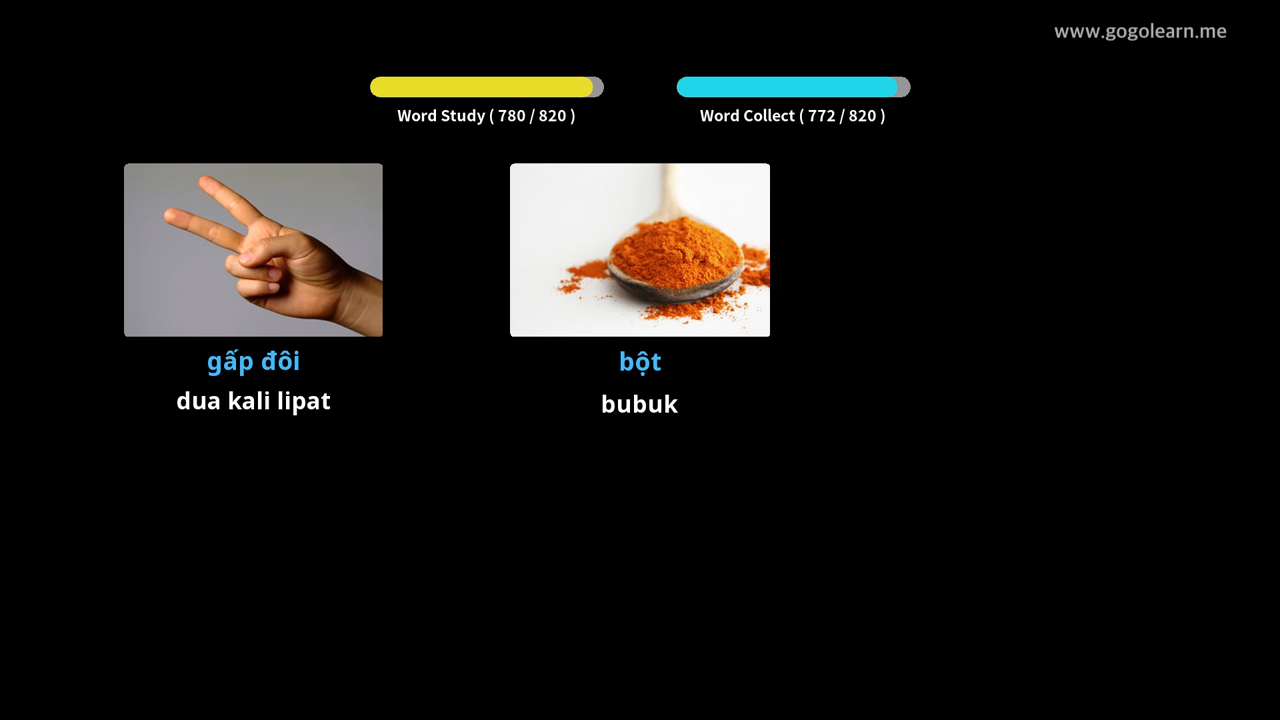 www.gogolearn.me
Word Study ( 780 / 820 )
Word Collect ( 772 / 820 )
gấp đôi
dua kali lipat
bột
bubuk